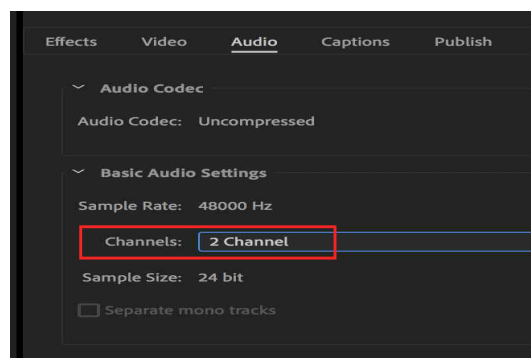 Effects Video Audio Captions Publish
Audio Codec
Audio Codec: Uncompressed
Basic Audio Settings
Sample Rate: 48000 Hz
Channels: 2 Channel
Sample Size: 24 bit
Separate mono tracks